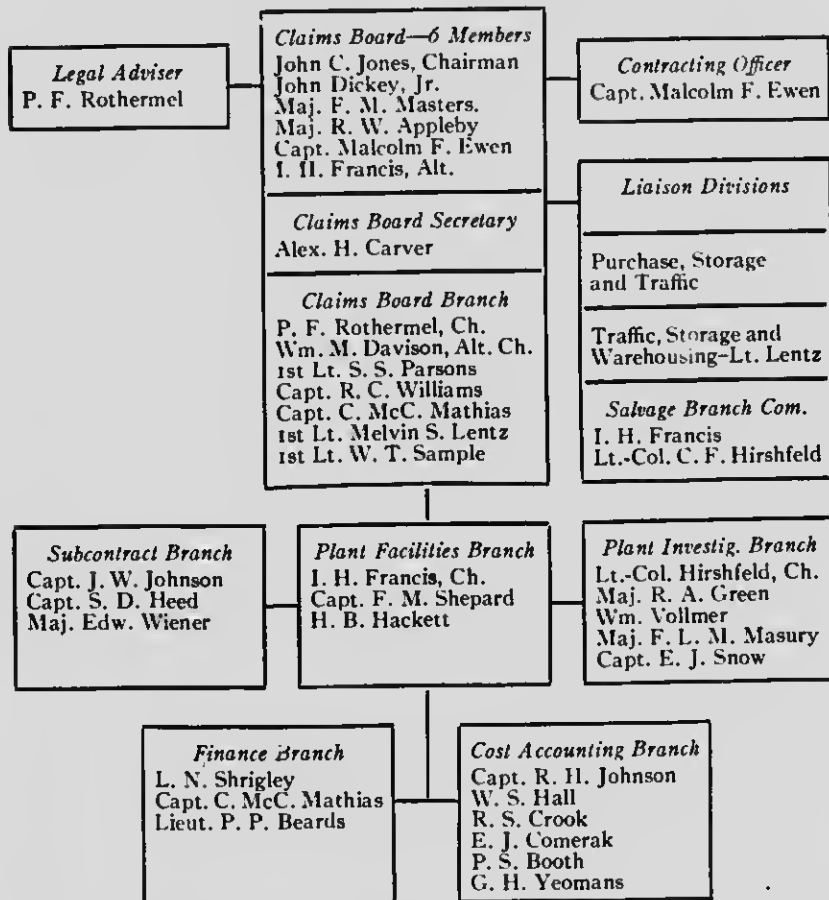 Legal Adviser
P. F. Rothermel
Claims Board—6 Members
John C. Jones, Chairman
John Dickey, Jr.
Maj. F. M. Masters.
Maj. R. W. Appleby
Capt. Malcolm F. Ewen
I. H. Francis, Alt.
Contracting Officer
Capt. Malcolm F. Ewen
Claims Board Secretary
Alex. H. Carver
Claims Board Branch
P. F. Rothermel, Ch.
Wm. M. Davison, Alt. Ch.
1st Lt. S. S. Parsons
Capt. R. C. Williams
Capt. C. McC. Mathias
1st Lt. Melvin S. Lentz
1st Lt. W. T. Sample
Liaison Divisions
Purchase, Storage
and Traffic
Traffic, Storage and
Warehousing–Lt. Lentz
Salvage Branch Com.
I. H. Francis
Lt.-Col. C. F. Hirshfeld
Subcontract Branch
Capt. J. W. Johnson
Capt. S. D. Heed
Maj. Edw. Wiener
Plant Facilities Branch
I. H. Francis, Ch.
Capt. F. M. Shepard
H. B. Hackett
Plant Investig. Branch
Lt.-Col. Hirshfeld, Ch.
Maj. R. A. Green
Wm. Vollmer
Maj. F. L. M. Masury
Capt. E. J. Snow
Finance Branch
L. N. Shrigley
Capt. C. McC. Mathias
Lieut. P. P. Beards
Cost Accounting Branch
Capt. R. H. Johnson
W. S. Hall
R. S. Crook
E. J. Comerak
P. S. Booth
G. H. Yeomans